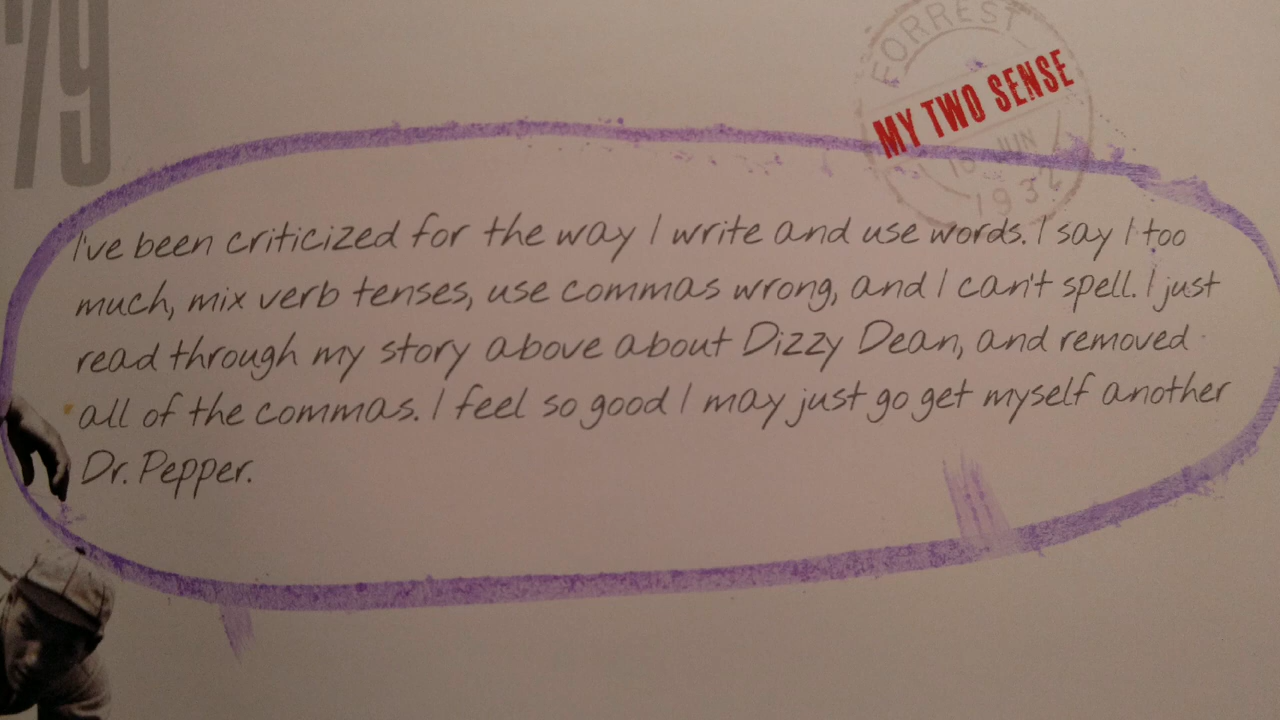 79
FORREST
MY TWO SENSE
JUN
193
I've been criticized for the way I write and use words. I say I too
much, mix verb tenses, use commas wrong, and I can't spell. I just
read through my story above about Dizzy Dean, and removed
all of the commas. I feel so good I may just go get myself another
Dr. Pepper.